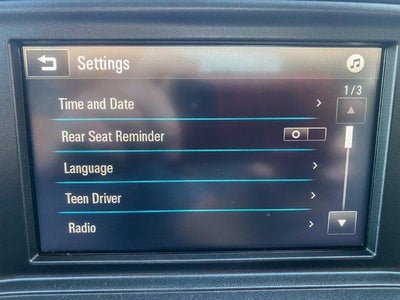 Settings
1/3
Time and Date
Rear Seat Reminder
Language
Teen Driver
Radio